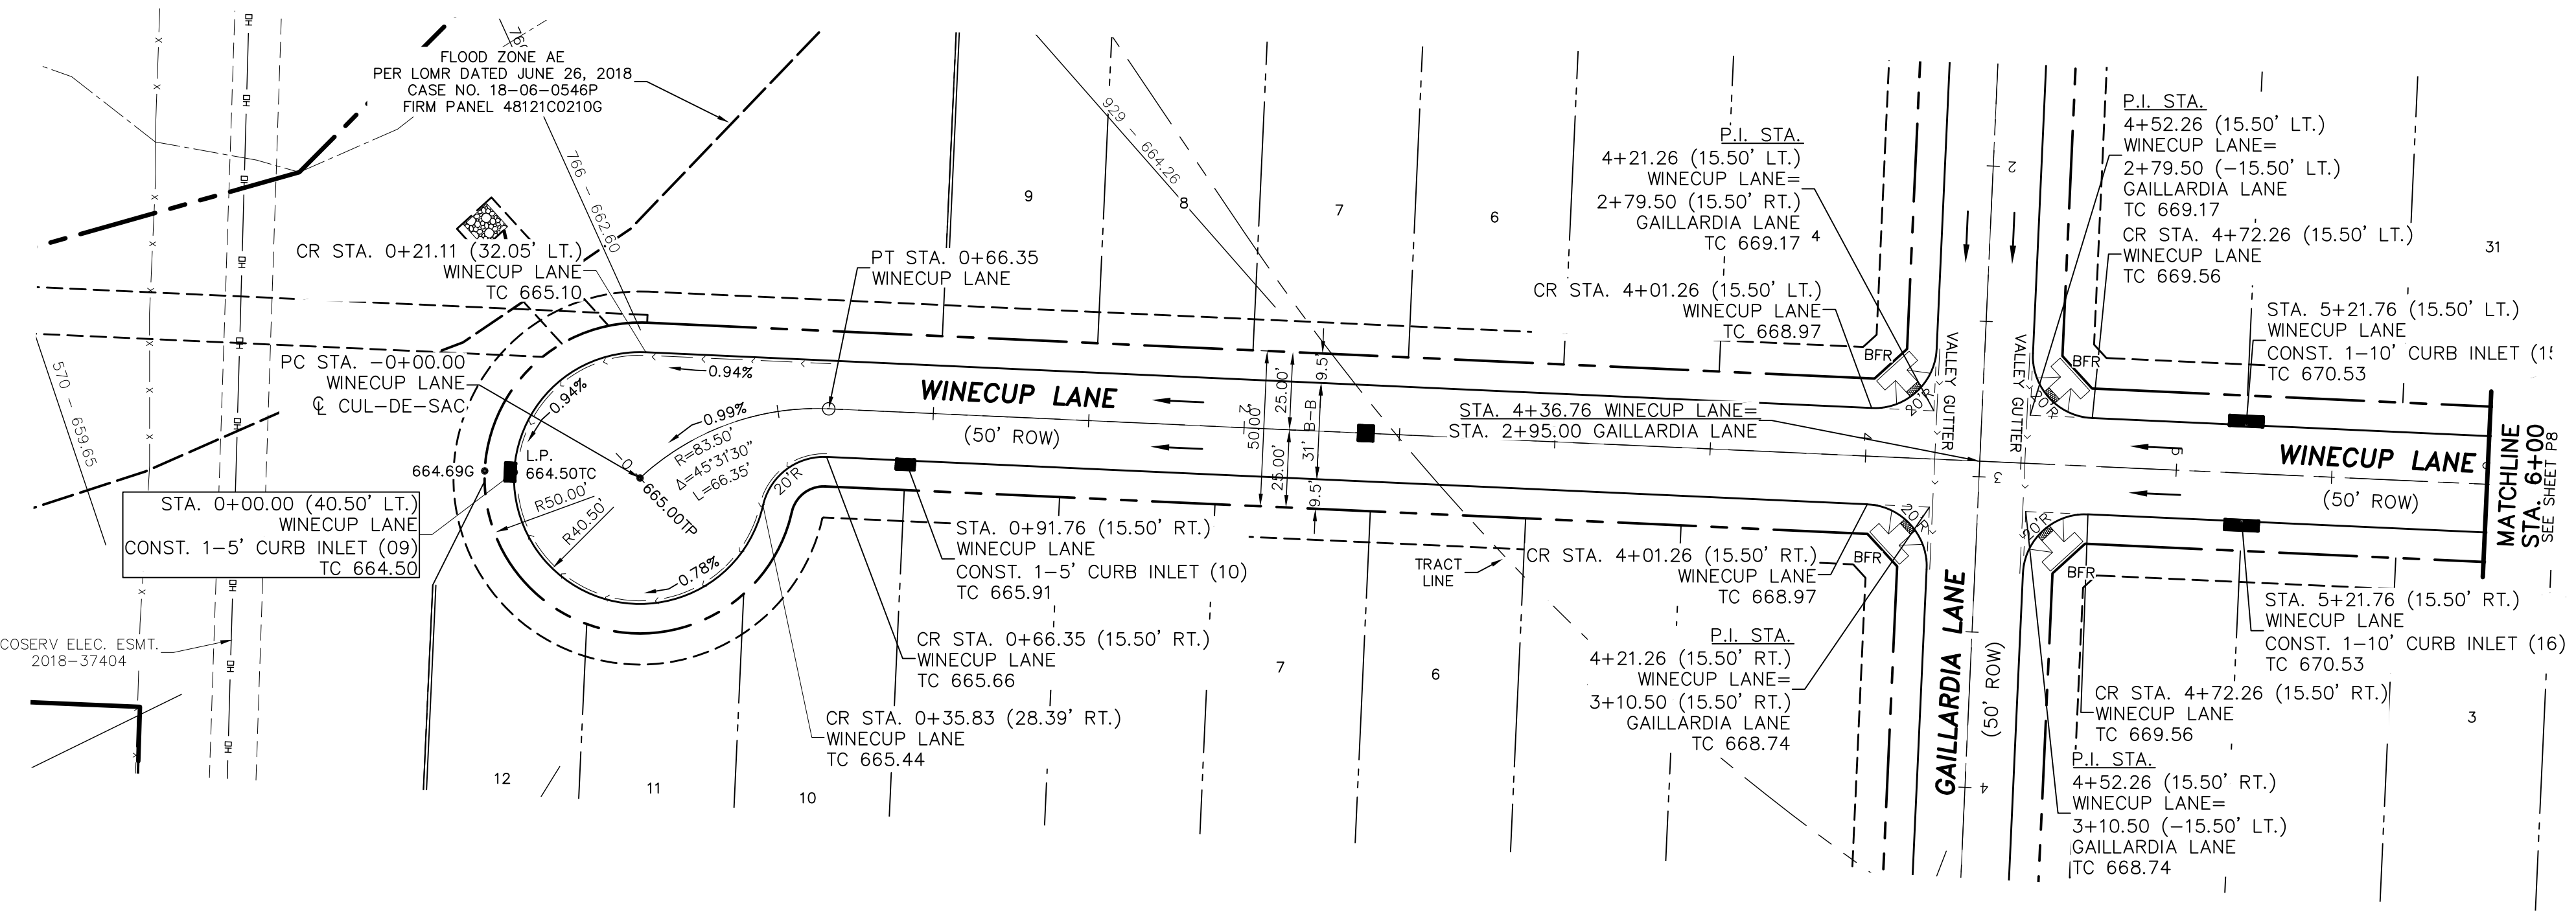 FLOOD ZONE AE
PER LOMR DATED JUNE 26, 2018
CASE NO. 18-06-0546P
FIRM PANEL 48121C0210G
766 - 662.60
929 - 664.26
570 - 659.65
9
8
7
6
4
31
CR STA. 0+21.11 (32.05' LT.)
WINECUP LANE
TC 665.10
PT STA. 0+66.35
WINECUP LANE
PC STA. -0+00.00
WINECUP LANE
℄ CUL-DE-SAC
0.94%
0.94%
0.99%
0.78%
R=83.50'
Δ=45°31'30"
L=66.35'
-0
665.00TP
L.P.
664.50TC
664.69G
R50.00'
R40.50'
20'R
STA. 0+00.00 (40.50' LT.)
WINECUP LANE
CONST. 1-5' CURB INLET (09)
TC 664.50
COSERV ELEC. ESMT.
2018-37404
WINECUP LANE
(50' ROW)
2
50.00'
25.00'
25.00'
9.5'
31' B-B
9.5'
STA. 0+91.76 (15.50' RT.)
WINECUP LANE
CONST. 1-5' CURB INLET (10)
TC 665.91
CR STA. 0+66.35 (15.50' RT.)
WINECUP LANE
TC 665.66
CR STA. 0+35.83 (28.39' RT.)
WINECUP LANE
TC 665.44
12
11
10
7
6
3
TRACT
LINE
P.I. STA.
4+21.26 (15.50' LT.)
WINECUP LANE=
2+79.50 (15.50' RT.)
GAILLARDIA LANE
TC 669.17
CR STA. 4+01.26 (15.50' LT.)
WINECUP LANE
TC 668.97
STA. 4+36.76 WINECUP LANE=
STA. 2+95.00 GAILLARDIA LANE
CR STA. 4+01.26 (15.50' RT.)
WINECUP LANE
TC 668.97
P.I. STA.
4+21.26 (15.50' RT.)
WINECUP LANE=
3+10.50 (15.50' RT.)
GAILLARDIA LANE
TC 668.74
BFR
BFR
BFR
BFR
20'R
20'R
20'R
20'R
VALLEY GUTTER
VALLEY GUTTER
2
3
4
4
5
GAILLARDIA LANE
(50' ROW)
P.I. STA.
4+52.26 (15.50' LT.)
WINECUP LANE=
2+79.50 (-15.50' LT.)
GAILLARDIA LANE
TC 669.17
CR STA. 4+72.26 (15.50' LT.)
WINECUP LANE
TC 669.56
STA. 5+21.76 (15.50' LT.)
WINECUP LANE
CONST. 1-10' CURB INLET
TC 670.53
WINECUP LANE
(50' ROW)
MATCHLINE
STA. 6+00
SEE SHEET P8
STA. 5+21.76 (15.50' RT.)
WINECUP LANE
CONST. 1-10' CURB INLET (16)
TC 670.53
CR STA. 4+72.26 (15.50' RT.)
WINECUP LANE
TC 669.56
P.I. STA.
4+52.26 (15.50' RT.)
WINECUP LANE=
3+10.50 (-15.50' LT.)
GAILLARDIA LANE
TC 668.74